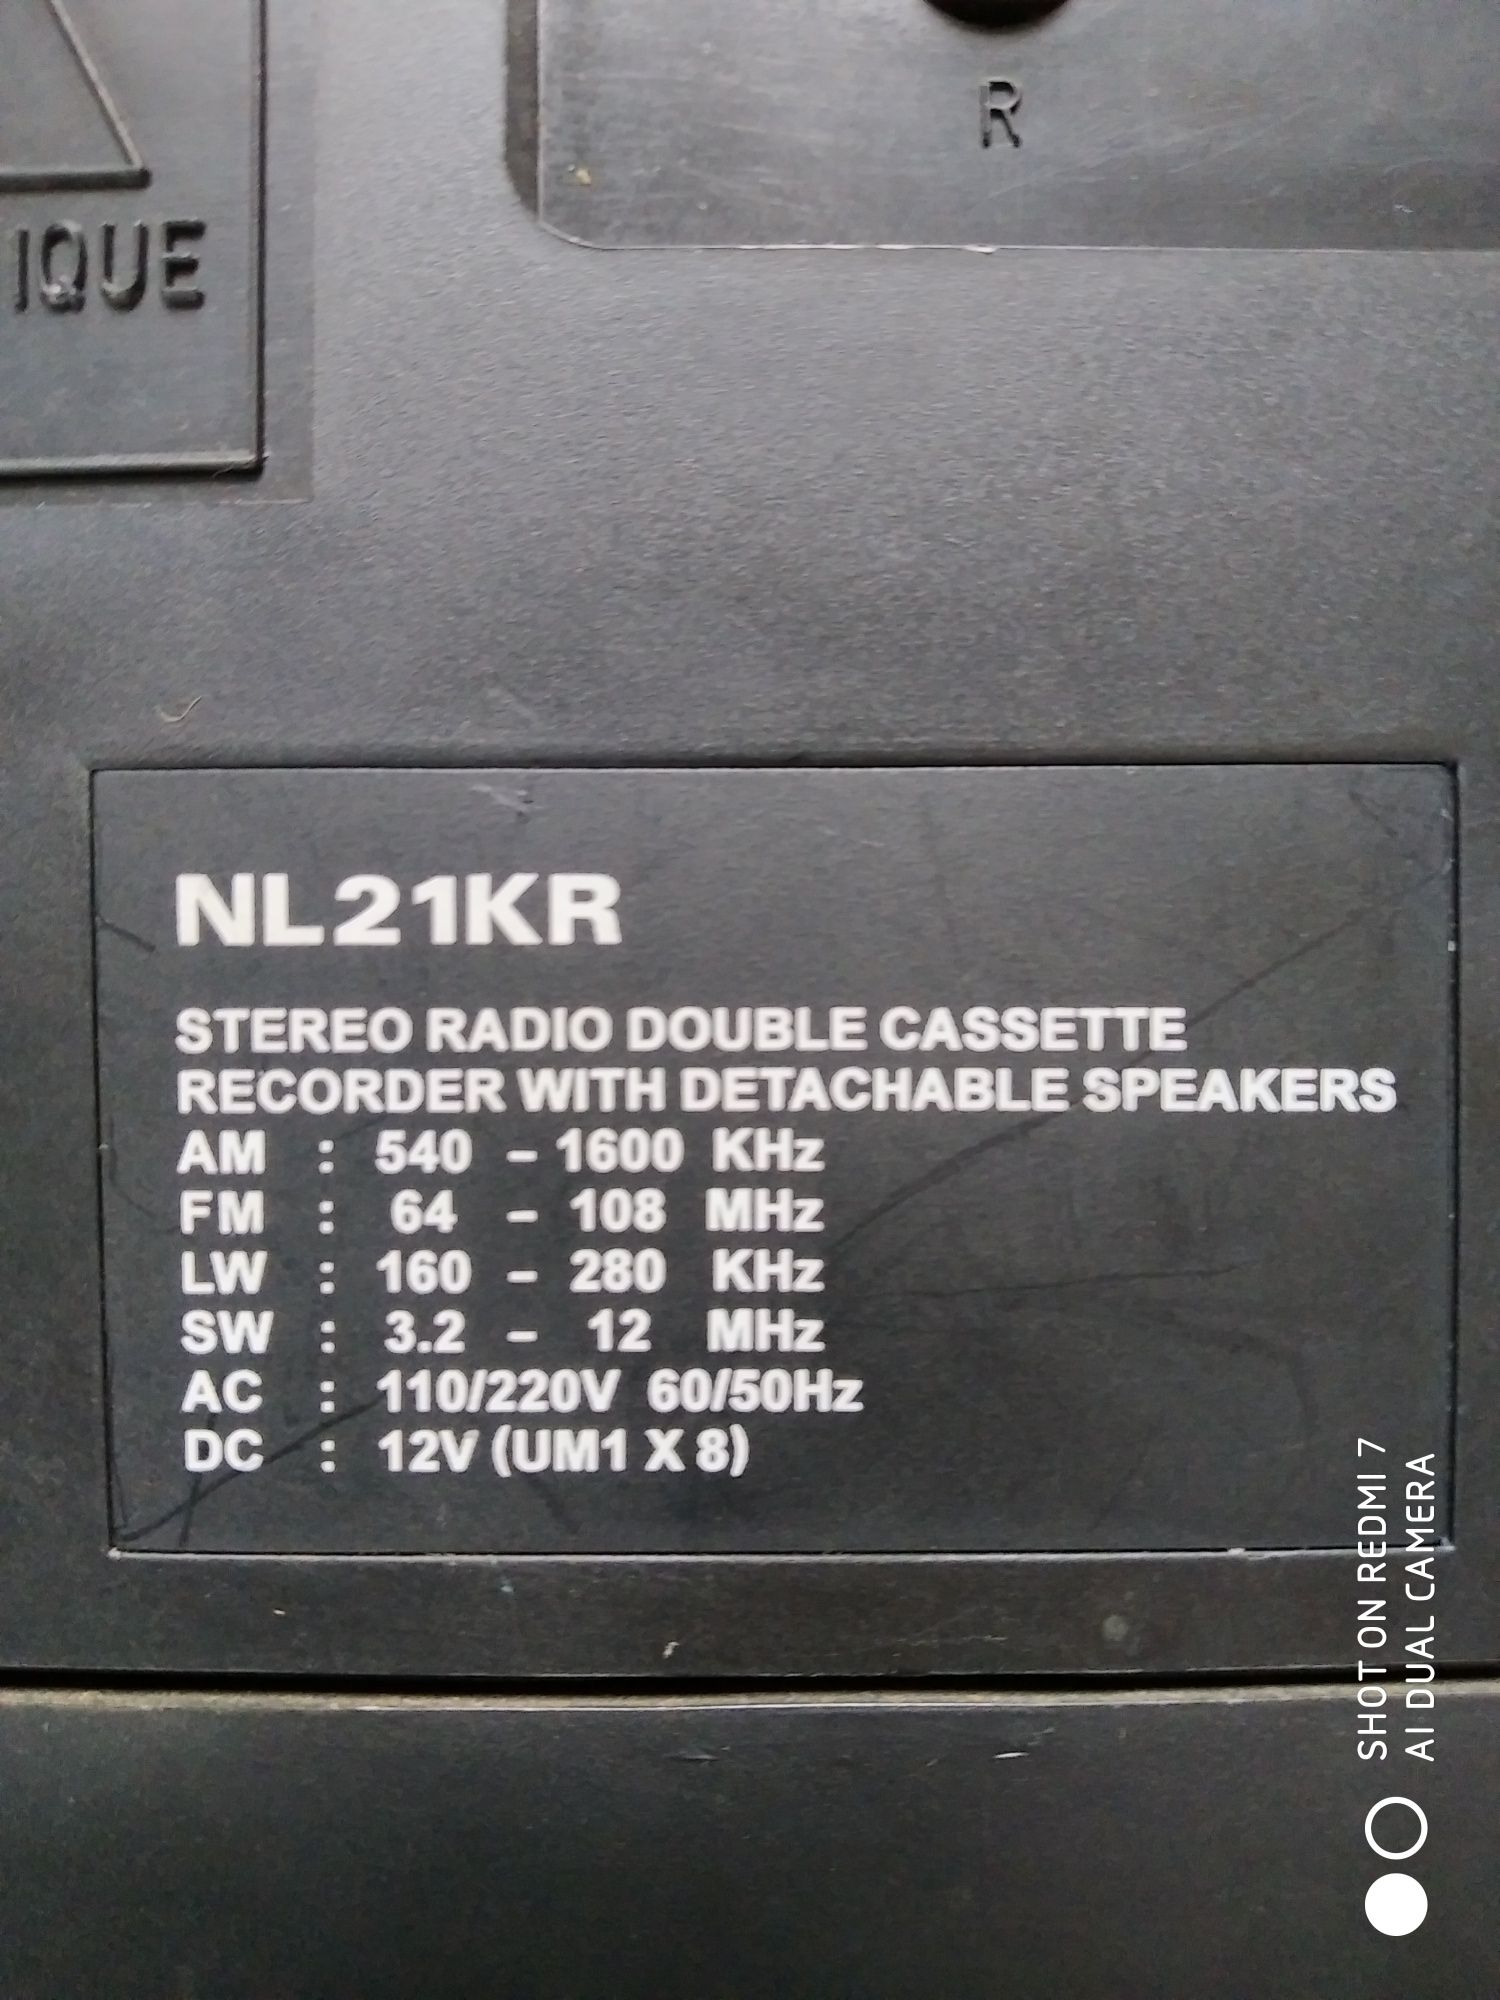 R
IQUE
NL21KR
STEREO RADIO DOUBLE CASSETTE
RECORDER WITH DETACHABLE SPEAKERS
AM : 540 – 1600 KHz
FM : 64 – 108 MHz
LW : 160 – 280 KHz
SW : 3.2 – 12 MHz
AC : 110/220V 60/50Hz
DC : 12V (UM1 X 8)
SHOT ON REDMI 7
AI DUAL CAMERA